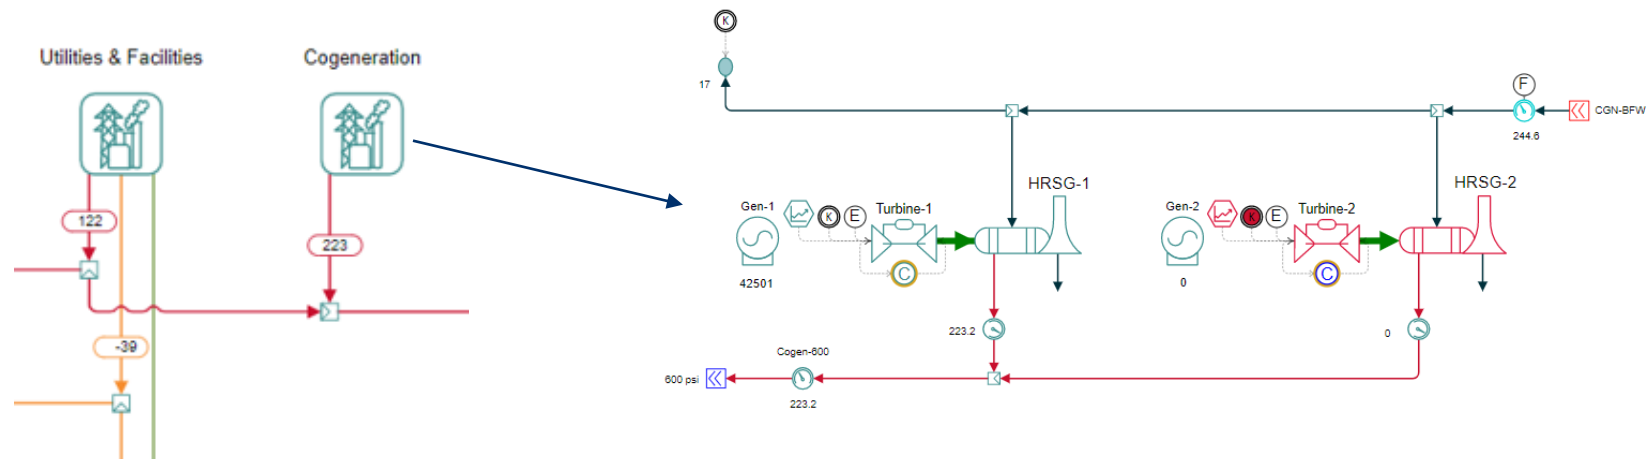 Utilities & Facilities
Cogeneration
122
223
-39
K
17
F
CGN-BFW
244.6
HRSG-1
HRSG-2
Gen-1
K
E
Turbine-1
C
42501
Gen-2
K
E
Turbine-2
C
0
223.2
0
Cogen-600
600 psi
223.2